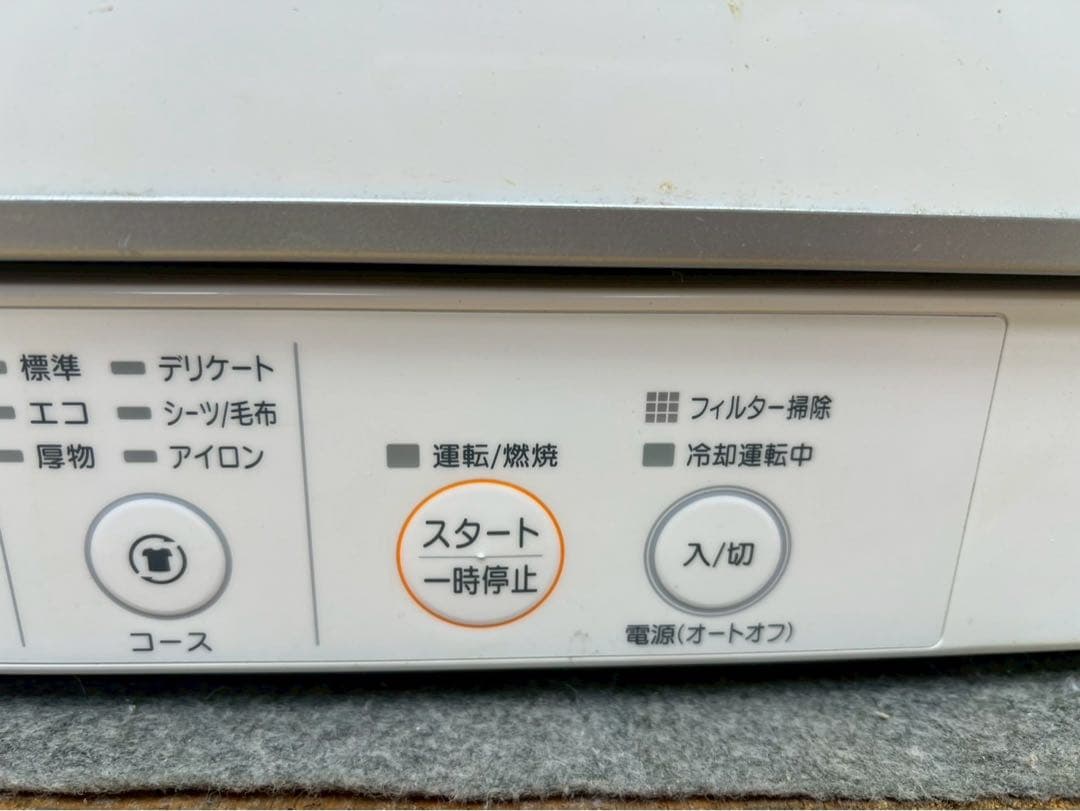 標準
デリケート
エコ
シーツ/毛布
厚物
アイロン
コース
運転/燃焼
スタート
一時停止
フィルター掃除
冷却運転中
入/切
電源(オートオフ)